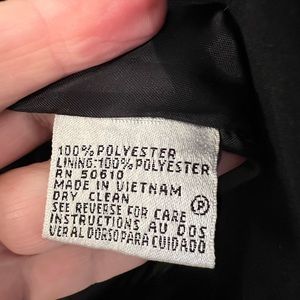 100% POLYESTER
LINING: 100% POLYESTER
RN 50610
MADE IN VIETNAM
DRY CLEAN Ⓟ
SEE REVERSE FOR CARE
INSTRUCTIONS AU DOS
VER AL DORSO PARA CUIDADO